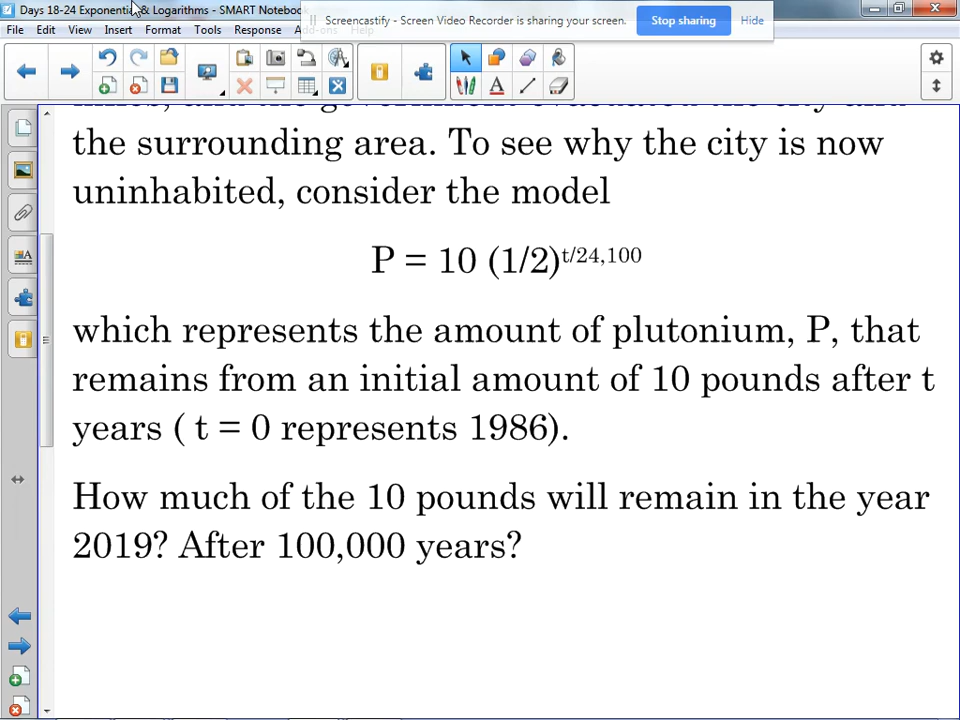 Days 18-24 Exponential & Logarithms - SMART Notebook
Screencastify - Screen Video Recorder is sharing your screen. Stop sharing Hide
File Edit View Insert Format Tools Response Add-ons Help
the surrounding area. To see why the city is now
uninhabited, consider the model
P = 10 (1/2)^t/24,100
which represents the amount of plutonium, P, that
remains from an initial amount of 10 pounds after t
years ( t = 0 represents 1986).
How much of the 10 pounds will remain in the year
2019? After 100,000 years?